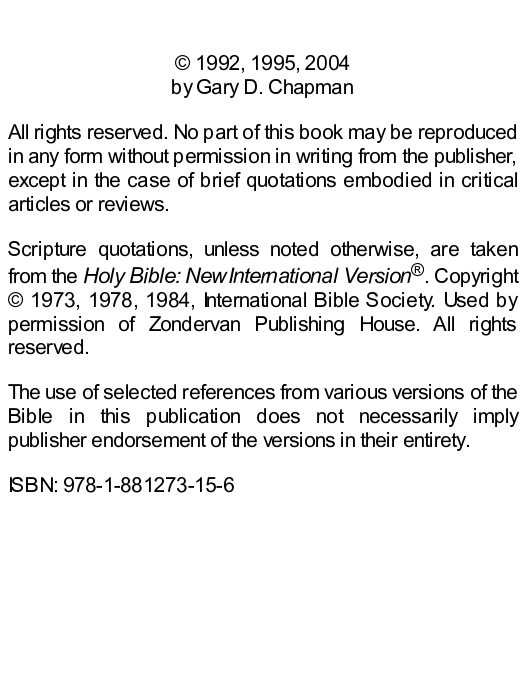 © 1992, 1995, 2004
by Gary D. Chapman
All rights reserved. No part of this book may be reproduced
in any form without permission in writing from the publisher,
except in the case of brief quotations embodied in critical
articles or reviews.
Scripture quotations, unless noted otherwise, are taken
from the Holy Bible: New International Version®. Copyright
© 1973, 1978, 1984, International Bible Society. Used by
permission of Zondervan Publishing House. All rights
reserved.
The use of selected references from various versions of the
Bible in this publication does not necessarily imply
publisher endorsement of the versions in their entirety.
ISBN: 978-1-881273-15-6